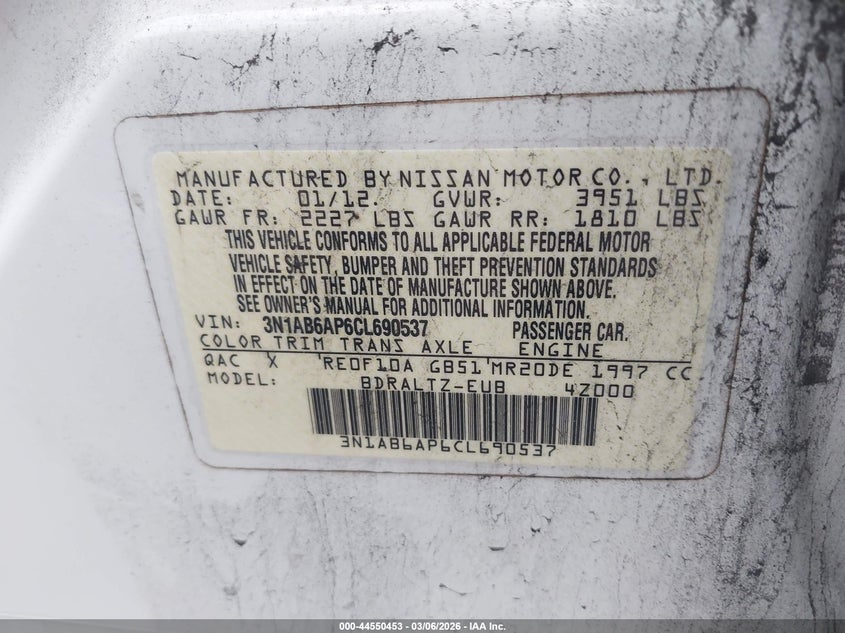 MANUFACTURED BY NISSAN MOTOR CO., LTD.
DATE: 01/12. GVWR: 3951 LBS
GAWR FR: 2227 LBS GAWR RR: 1810 LBS
THIS VEHICLE CONFORMS TO ALL APPLICABLE FEDERAL MOTOR
VEHICLE SAFETY, BUMPER AND THEFT PREVENTION STANDARDS
IN EFFECT ON THE DATE OF MANUFACTURE SHOWN ABOVE.
SEE OWNER'S MANUAL FOR ADDITIONAL INFORMATION.
VIN: 3N1AB6AP6CL690537 PASSENGER CAR.
COLOR TRIM TRANS AXLE ENGINE
QAC X RE0F10A GB51 MR20DE 1997 CC
MODEL: BDRALTZ-EUB 4Z000
3N1AB6AP6CL690537
000-44550453 - 03/06/2026 - IAA Inc.